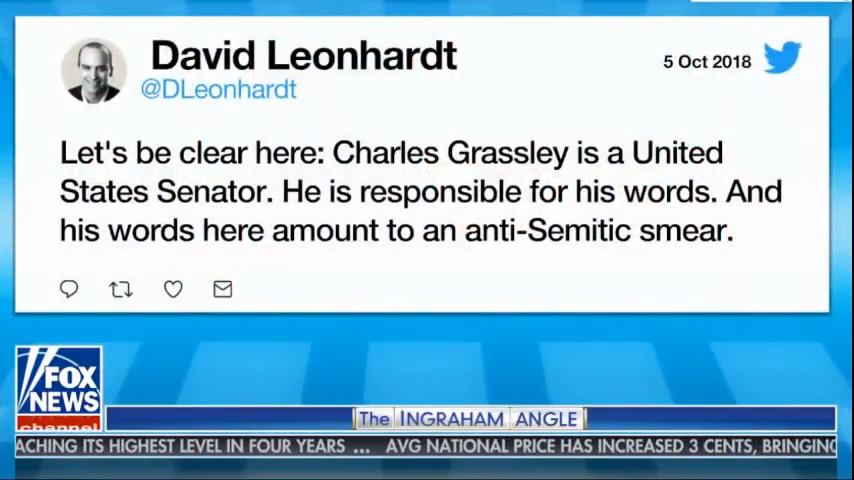 David Leonhardt
5 Oct 2018
@DLeonhardt
Let's be clear here: Charles Grassley is a United
States Senator. He is responsible for his words. And
his words here amount to an anti-Semitic smear.
FOX
NEWS
channel
The INGRAHAM ANGLE
ACHING ITS HIGHEST LEVEL IN FOUR YEARS ... AVG NATIONAL PRICE HAS INCREASED 3 CENTS, BRINGING